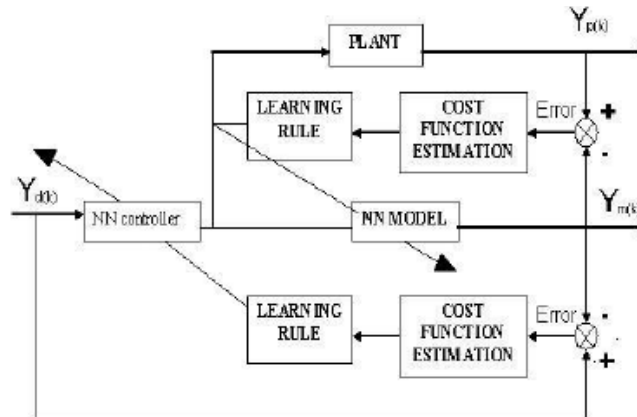 PLANT
Yp(k)
LEARNING
RULE
COST
FUNCTION
ESTIMATION
Error
+
-
Yd(k)
NN controller
NN MODEL
Ym(k)
LEARNING
RULE
COST
FUNCTION
ESTIMATION
Error
-
+